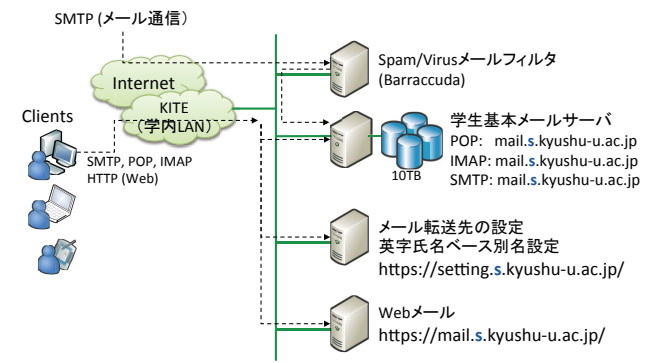 SMTP (メール通信)
Internet
KITE
(学内LAN)
Clients
SMTP, POP, IMAP
HTTP (Web)
Spam/Virusメールフィルタ
(Barraccuda)
10TB
学生基本メールサーバ
POP: mail.s.kyushu-u.ac.jp
IMAP: mail.s.kyushu-u.ac.jp
SMTP: mail.s.kyushu-u.ac.jp
メール転送先の設定
英字氏名ベース別名設定
https://setting.s.kyushu-u.ac.jp/
Webメール
https://mail.s.kyushu-u.ac.jp/